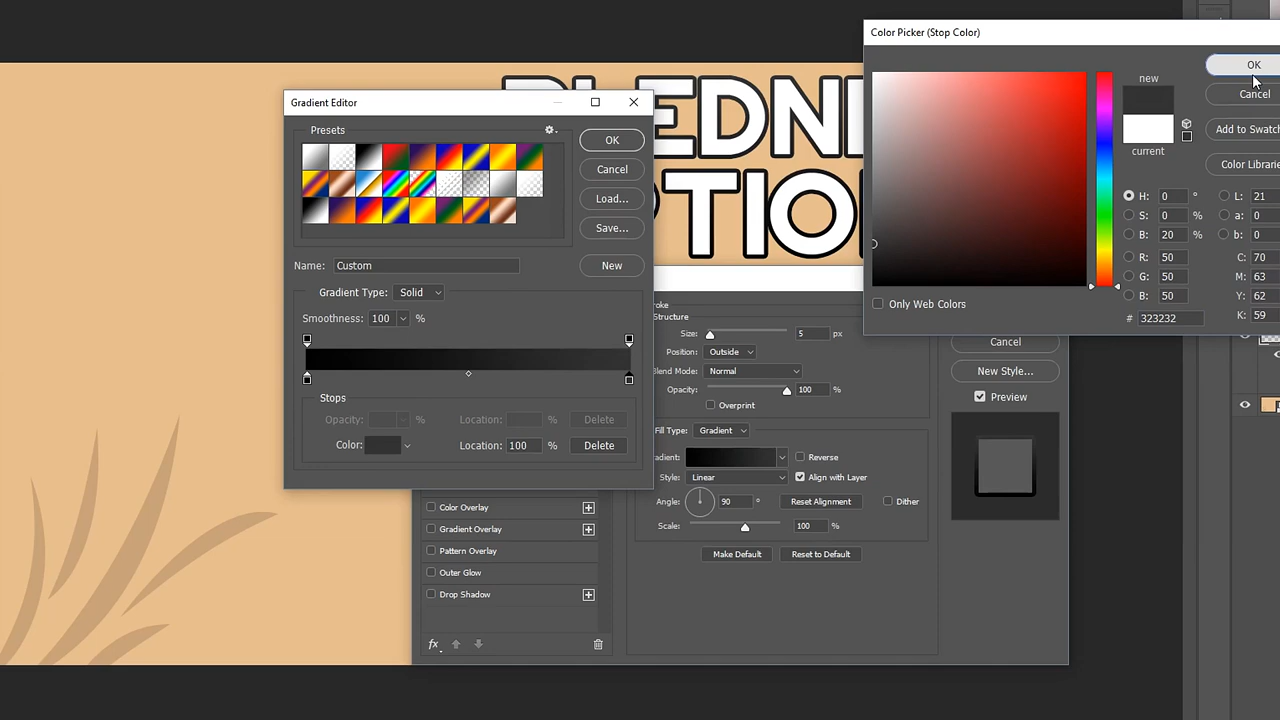 Color Picker (Stop Color)
OK
Cancel
Add to Swatch
Color Librarie
new
current
H: 0 °
S: 0 %
B: 20 %
R: 50
G: 50
B: 50
L: 21
a: 0
b: 0
C: 70
M: 63
Y: 62
K: 59
Only Web Colors
# 323232
Gradient Editor
Presets
OK
Cancel
Load...
Save...
New
Name: Custom
Gradient Type: Solid
Smoothness: 100 %
Stops
Opacity: % Location: % Delete
Color: Location: 100 % Delete
EDN
TIO
Structure
Size: 5 px
Position: Outside
Blend Mode: Normal
Opacity: 100 %
Overprint
Fill Type: Gradient
Reverse
Style: Linear
Align with Layer
Angle: 90 ° Reset Alignment Dither
Scale: 100 %
Make Default Reset to Default
Cancel
New Style...
Preview
Color Overlay
Gradient Overlay
Pattern Overlay
Outer Glow
Drop Shadow
fx